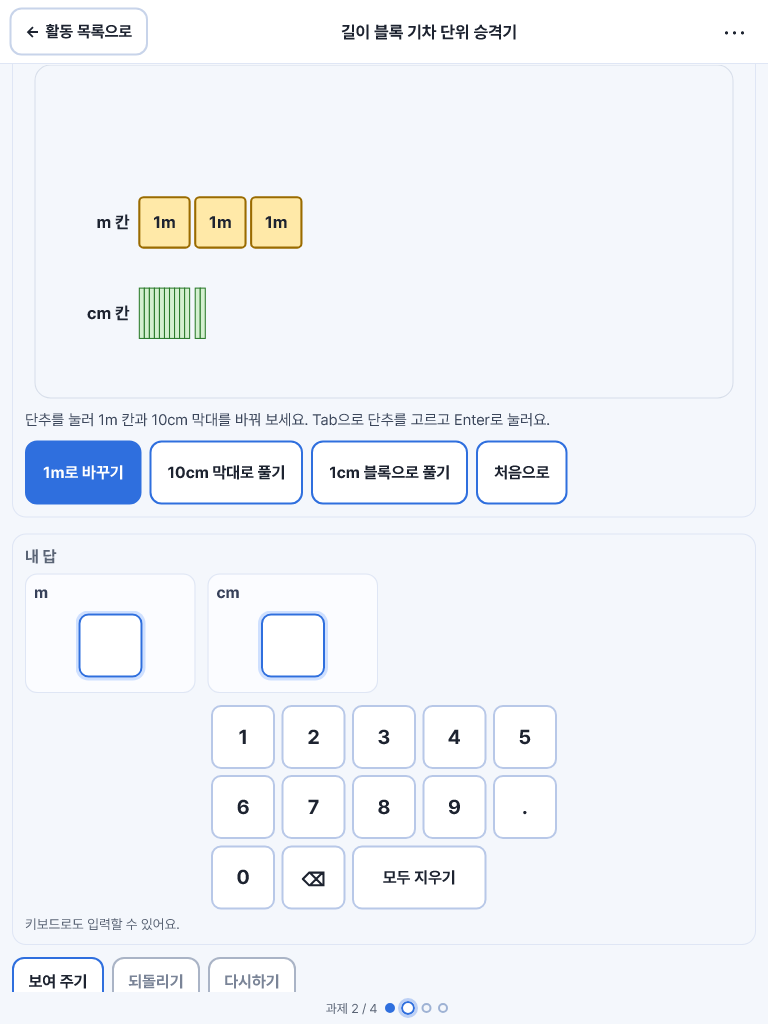 ← 활동 목록으로
길이 블록 기차 단위 승격기
...
m 칸
1m
1m
1m
cm 칸
단추를 눌러 1m 칸과 10cm 막대를 바꿔 보세요. Tab으로 단추를 고르고 Enter로 눌러요.
1m로 바꾸기
10cm 막대로 풀기
1cm 블록으로 풀기
처음으로
내 답
m
cm
1
2
3
4
5
6
7
8
9
.
0
⌫
모두 지우기
키보드로도 입력할 수 있어요.
보여 주기
되돌리기
다시하기
과제 2 / 4